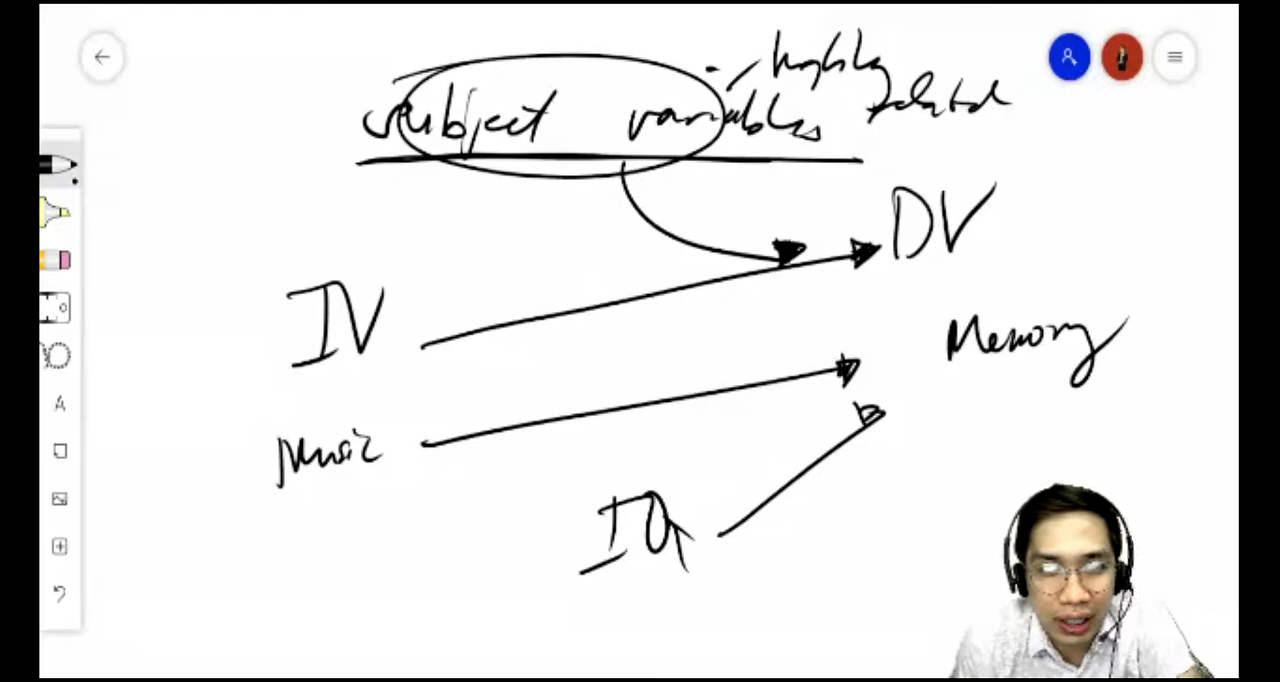 highly
subject variables related
DV
IV
Memory
Music
IQ
A